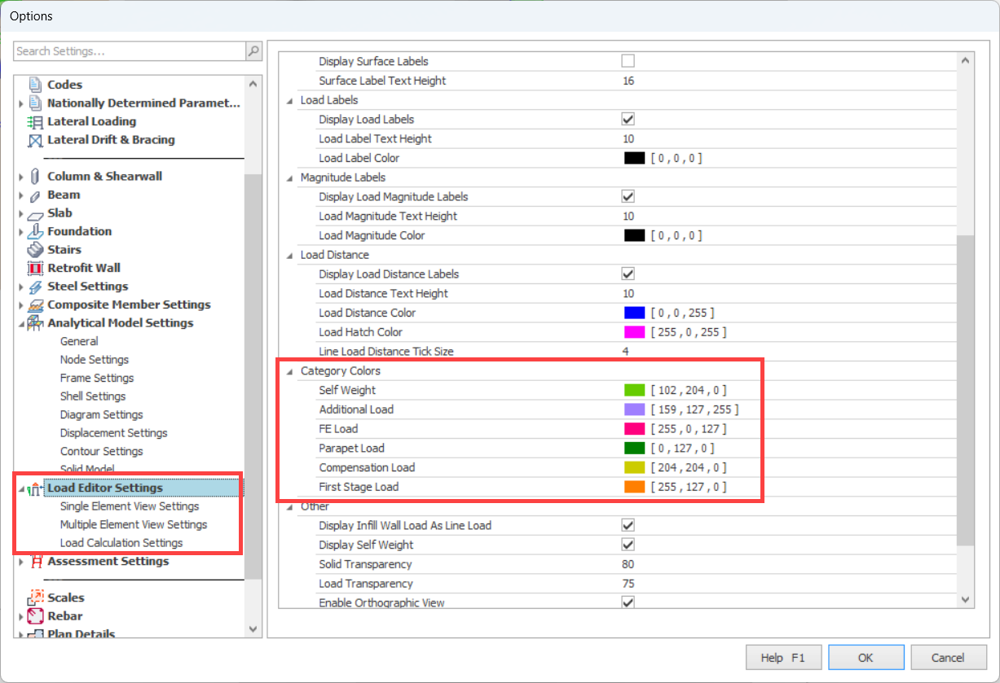 Options
Search Settings...
Codes
Nationally Determined Paramet...
Lateral Loading
Lateral Drift & Bracing
Column & Shearwall
Beam
Slab
Foundation
Stairs
Retrofit Wall
Steel Settings
Composite Member Settings
Analytical Model Settings
General
Node Settings
Frame Settings
Shell Settings
Diagram Settings
Displacement Settings
Contour Settings
Solid Model
Load Editor Settings
Single Element View Settings
Multiple Element View Settings
Load Calculation Settings
Assessment Settings
Scales
Rebar
Plan Details
Display Surface Labels
Surface Label Text Height 16
Load Labels
Display Load Labels
Load Label Text Height 10
Load Label Color [ 0 , 0 , 0 ]
Magnitude Labels
Display Load Magnitude Labels
Load Magnitude Text Height 10
Load Magnitude Color [ 0 , 0 , 0 ]
Load Distance
Display Load Distance Labels
Load Distance Text Height 10
Load Distance Color [ 0 , 0 , 255 ]
Load Hatch Color [ 255 , 0 , 255 ]
Line Load Distance Tick Size 4
Category Colors
Self Weight [ 102 , 204 , 0 ]
Additional Load [ 159 , 127 , 255 ]
FE Load [ 255 , 0 , 127 ]
Parapet Load [ 0 , 127 , 0 ]
Compensation Load [ 204 , 204 , 0 ]
First Stage Load [ 255 , 127 , 0 ]
Other
Display Infill Wall Load As Line Load
Display Self Weight
Solid Transparency 80
Load Transparency 75
Enable Orthographic View
Help F1 OK Cancel